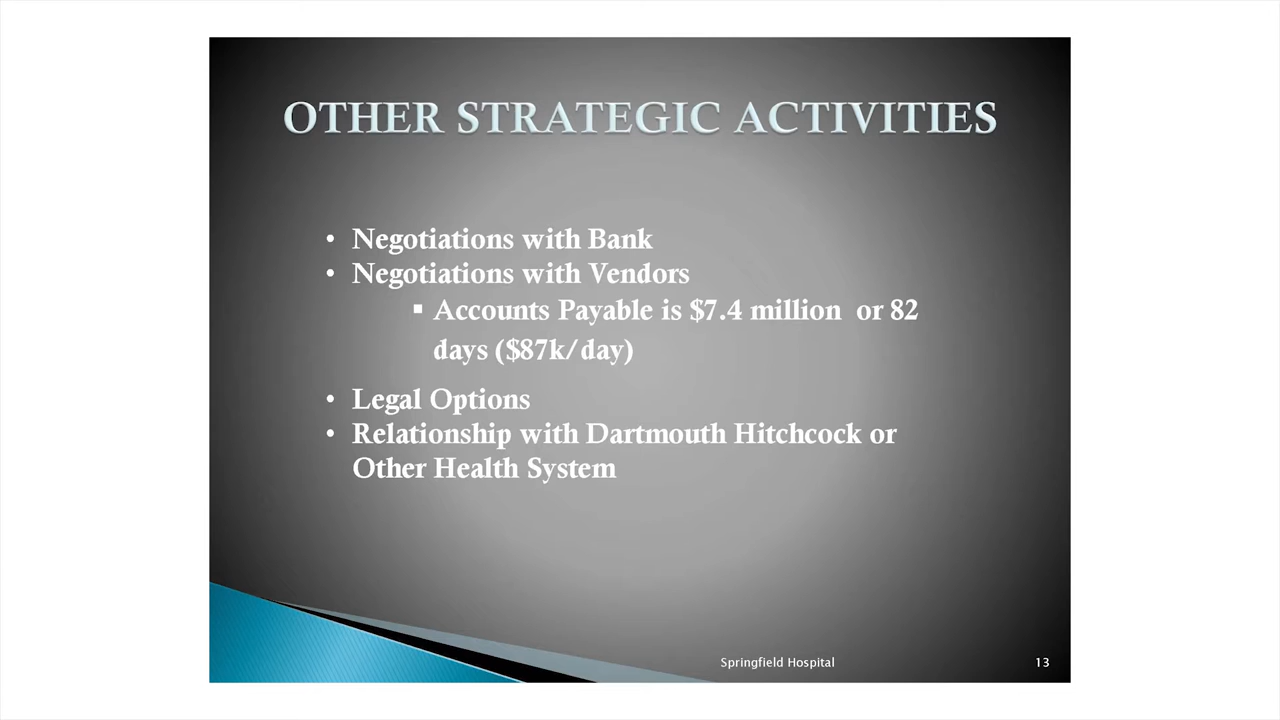 OTHER STRATEGIC ACTIVITIES
• Negotiations with Bank
• Negotiations with Vendors
▪ Accounts Payable is $7.4 million or 82
days ($87k/day)
• Legal Options
• Relationship with Dartmouth Hitchcock or
Other Health System
Springfield Hospital 13